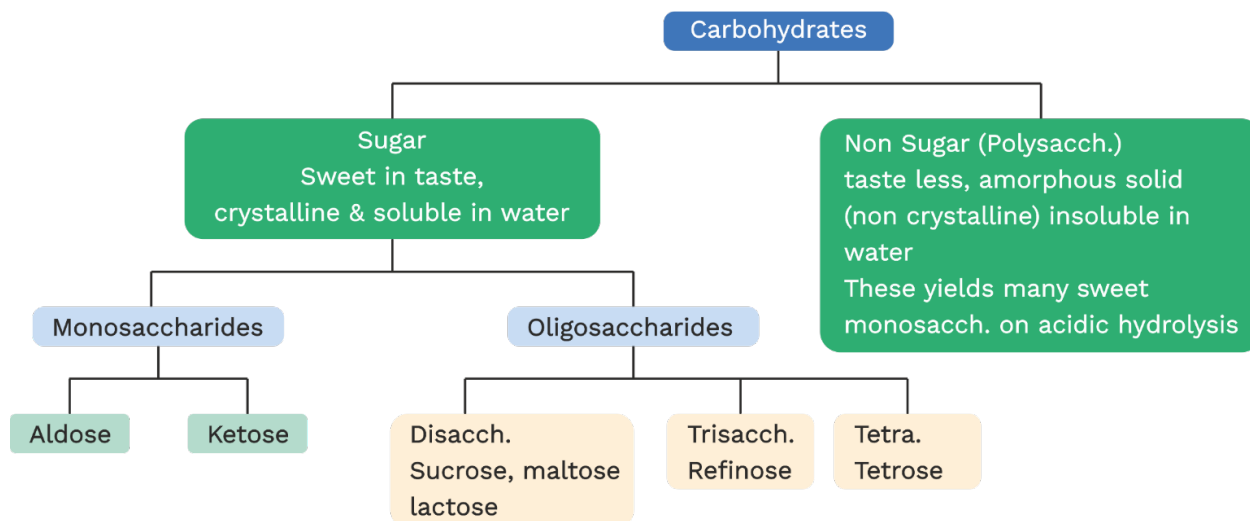 Carbohydrates
Sugar
Sweet in taste,
crystalline & soluble in water
Non Sugar (Polysacch.)
taste less, amorphous solid
(non crystalline) insoluble in
water
These yields many sweet
monosacch. on acidic hydrolysis
Monosaccharides
Oligosaccharides
Aldose
Ketose
Disacch.
Sucrose, maltose
lactose
Trisacch.
Refinose
Tetra.
Tetrose